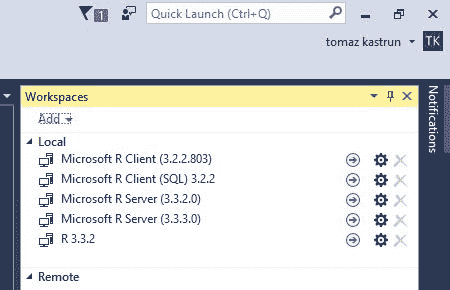 1
Quick Launch (Ctrl+Q)
tomaz kastrun TK
Workspaces
Add
Local
Microsoft R Client (3.2.2.803)
Microsoft R Client (SQL) 3.2.2
Microsoft R Server (3.3.2.0)
Microsoft R Server (3.3.3.0)
R 3.3.2
Remote
Notifications